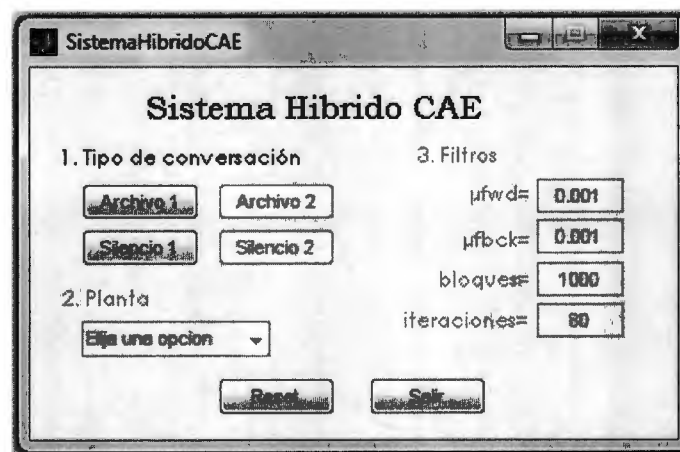 SistemaHibridoCAE
Sistema Hibrido CAE
1. Tipo de conversación
Archivo 1 Archivo 2
Silencio 1 Silencio 2
2. Planta
Elija una opcion
3. Filtros
µfwd= 0.001
µfbck= 0.001
bloques= 1000
iteraciones= 60
Reset Salir